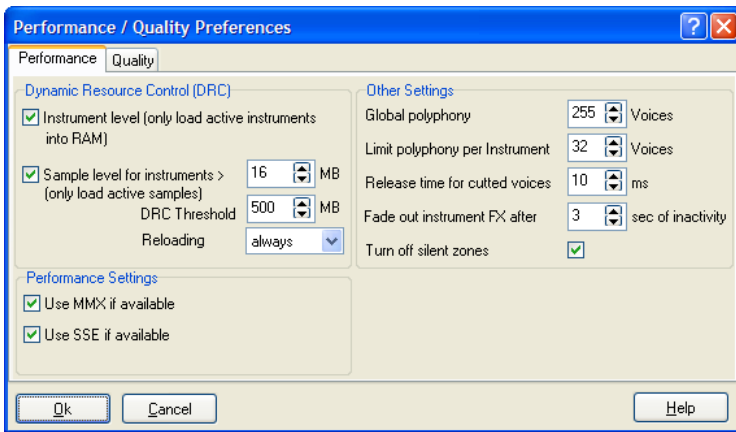 Performance / Quality Preferences
Performance
Quality
Dynamic Resource Control (DRC)
Instrument level (only load active instruments
into RAM)
Sample level for instruments > 16 MB
(only load active samples)
DRC Threshold 500 MB
Reloading always
Performance Settings
Use MMX if available
Use SSE if available
Other Settings
Global polyphony 255 Voices
Limit polyphony per Instrument 32 Voices
Release time for cutted voices 10 ms
Fade out instrument FX after 3 sec of inactivity
Turn off silent zones
Ok
Cancel
Help